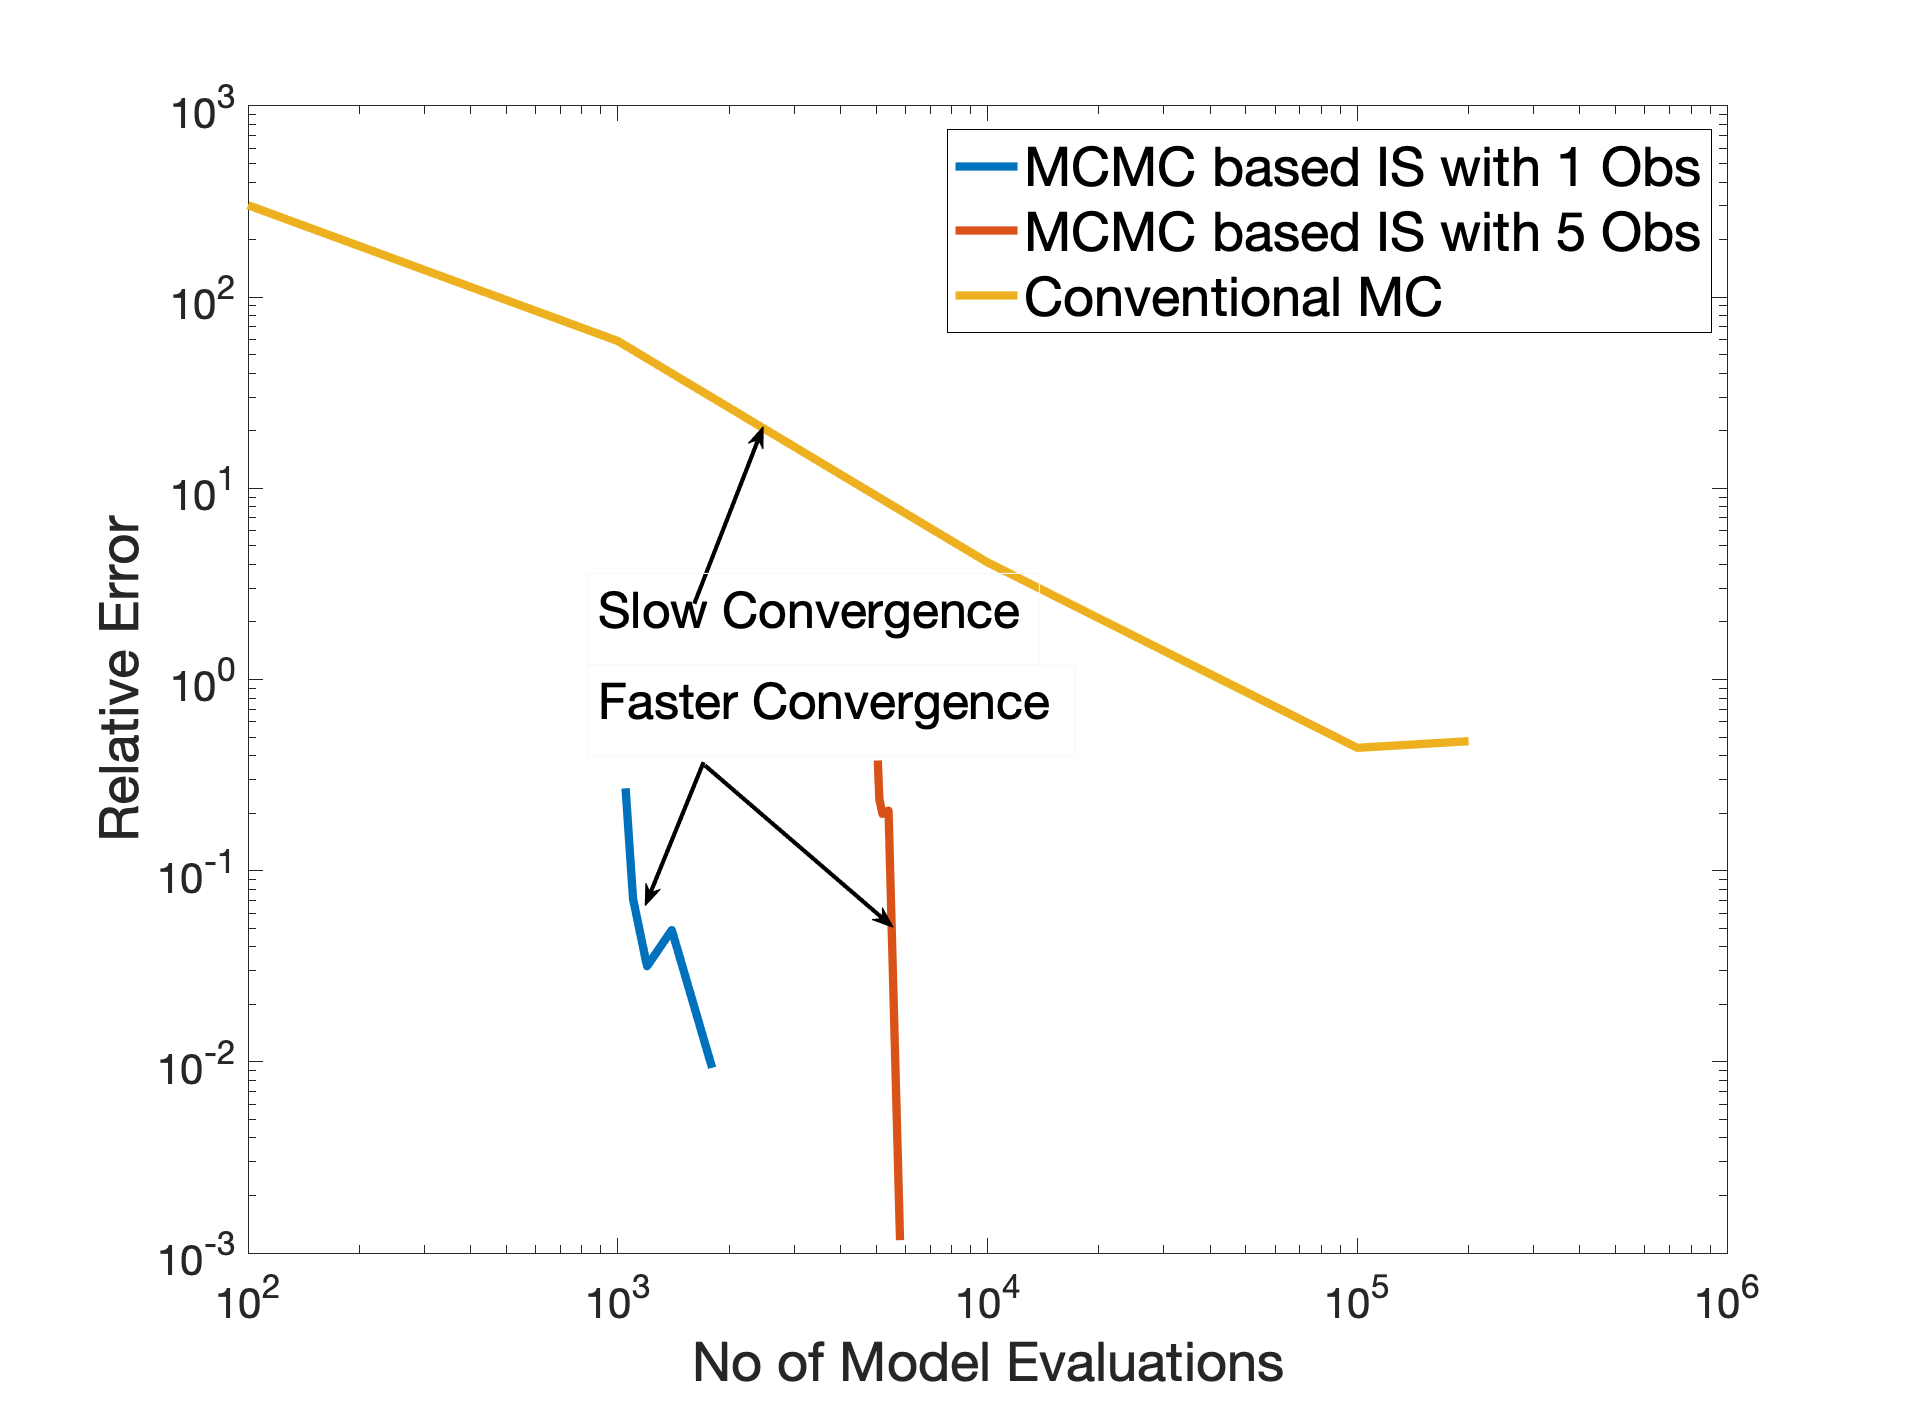 10^3
10^2
10^1
10^0
10^-1
10^-2
10^-3
Relative Error
MCMC based IS with 1 Obs
MCMC based IS with 5 Obs
Conventional MC
Slow Convergence
Faster Convergence
10^2 10^3 10^4 10^5 10^6
No of Model Evaluations